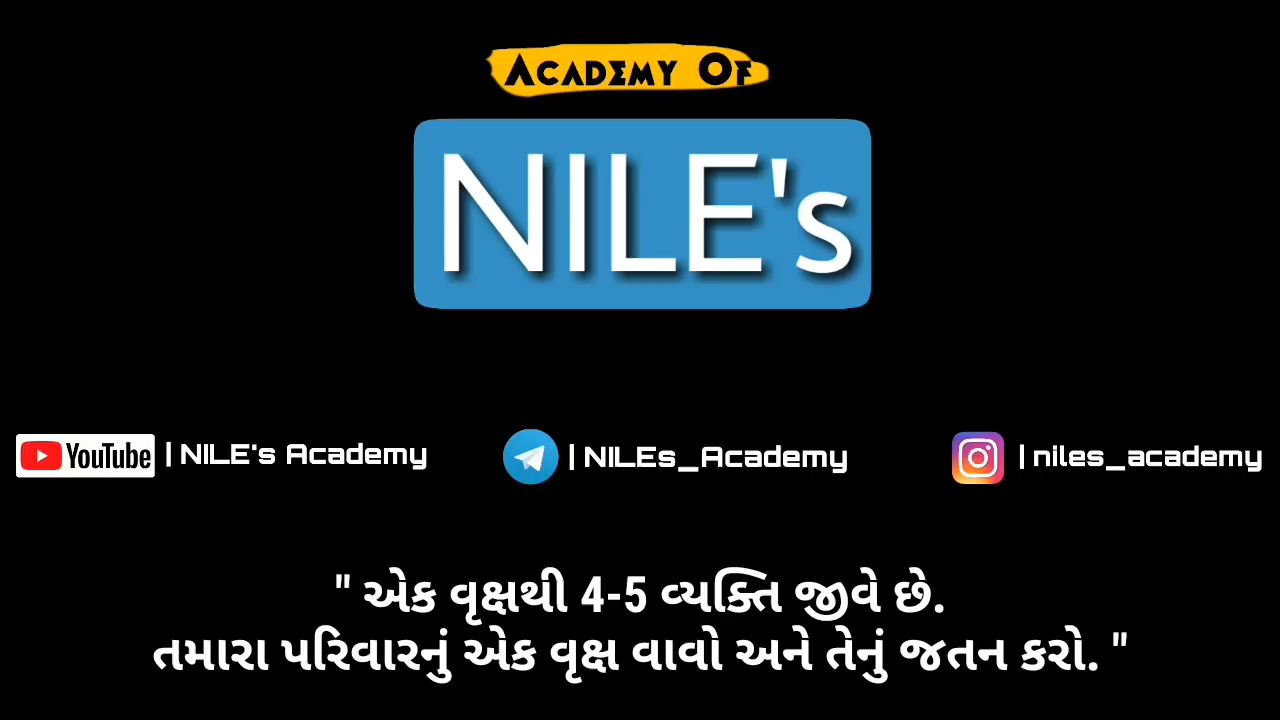 Academy Of
NILE's
YouTube | NILE's Academy
| NILEs_Academy
| niles_academy
" એક વૃક્ષથી 4-5 વ્યક્તિ જીવે છે.
તમારા પરિવારનું એક વૃક્ષ વાવો અને તેનું જતન કરો. "